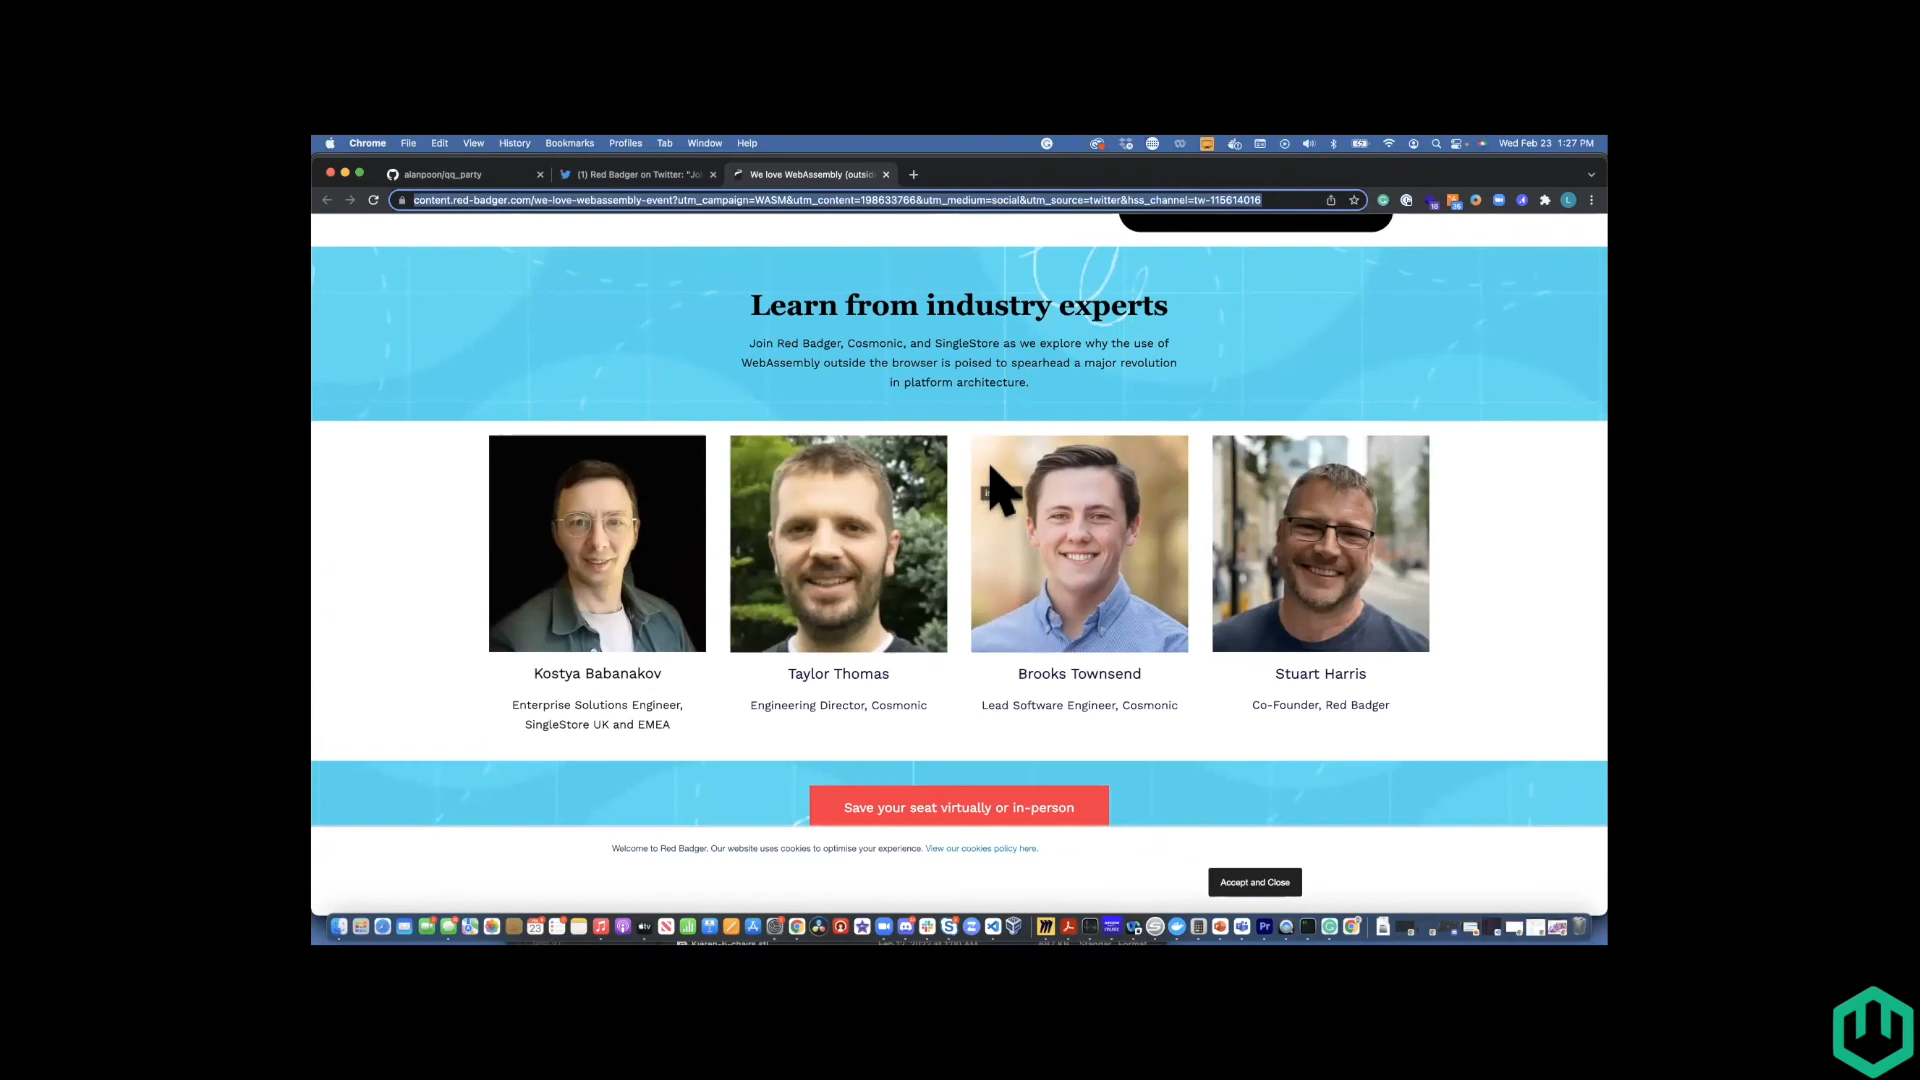 Chrome File Edit View History Bookmarks Profiles Tab Window Help
Wed Feb 23 1:27 PM
alanpoon/qq_party
(1) Red Badger on Twitter: "Joi
We love WebAssembly (outsid
content.red-badger.com/we-love-webassembly-event?utm_campaign=WASM&utm_content=198633766&utm_medium=social&utm_source=twitter&hss_channel=tw-115614016
Learn from industry experts
Join Red Badger, Cosmonic, and SingleStore as we explore why the use of
WebAssembly outside the browser is poised to spearhead a major revolution
in platform architecture.
Kostya Babanakov
Enterprise Solutions Engineer,
SingleStore UK and EMEA
Taylor Thomas
Engineering Director, Cosmonic
Brooks Townsend
Lead Software Engineer, Cosmonic
Stuart Harris
Co-Founder, Red Badger
Save your seat virtually or in-person
Welcome to Red Badger. Our website uses cookies to optimise your experience. View our cookies policy here.
Accept and Close